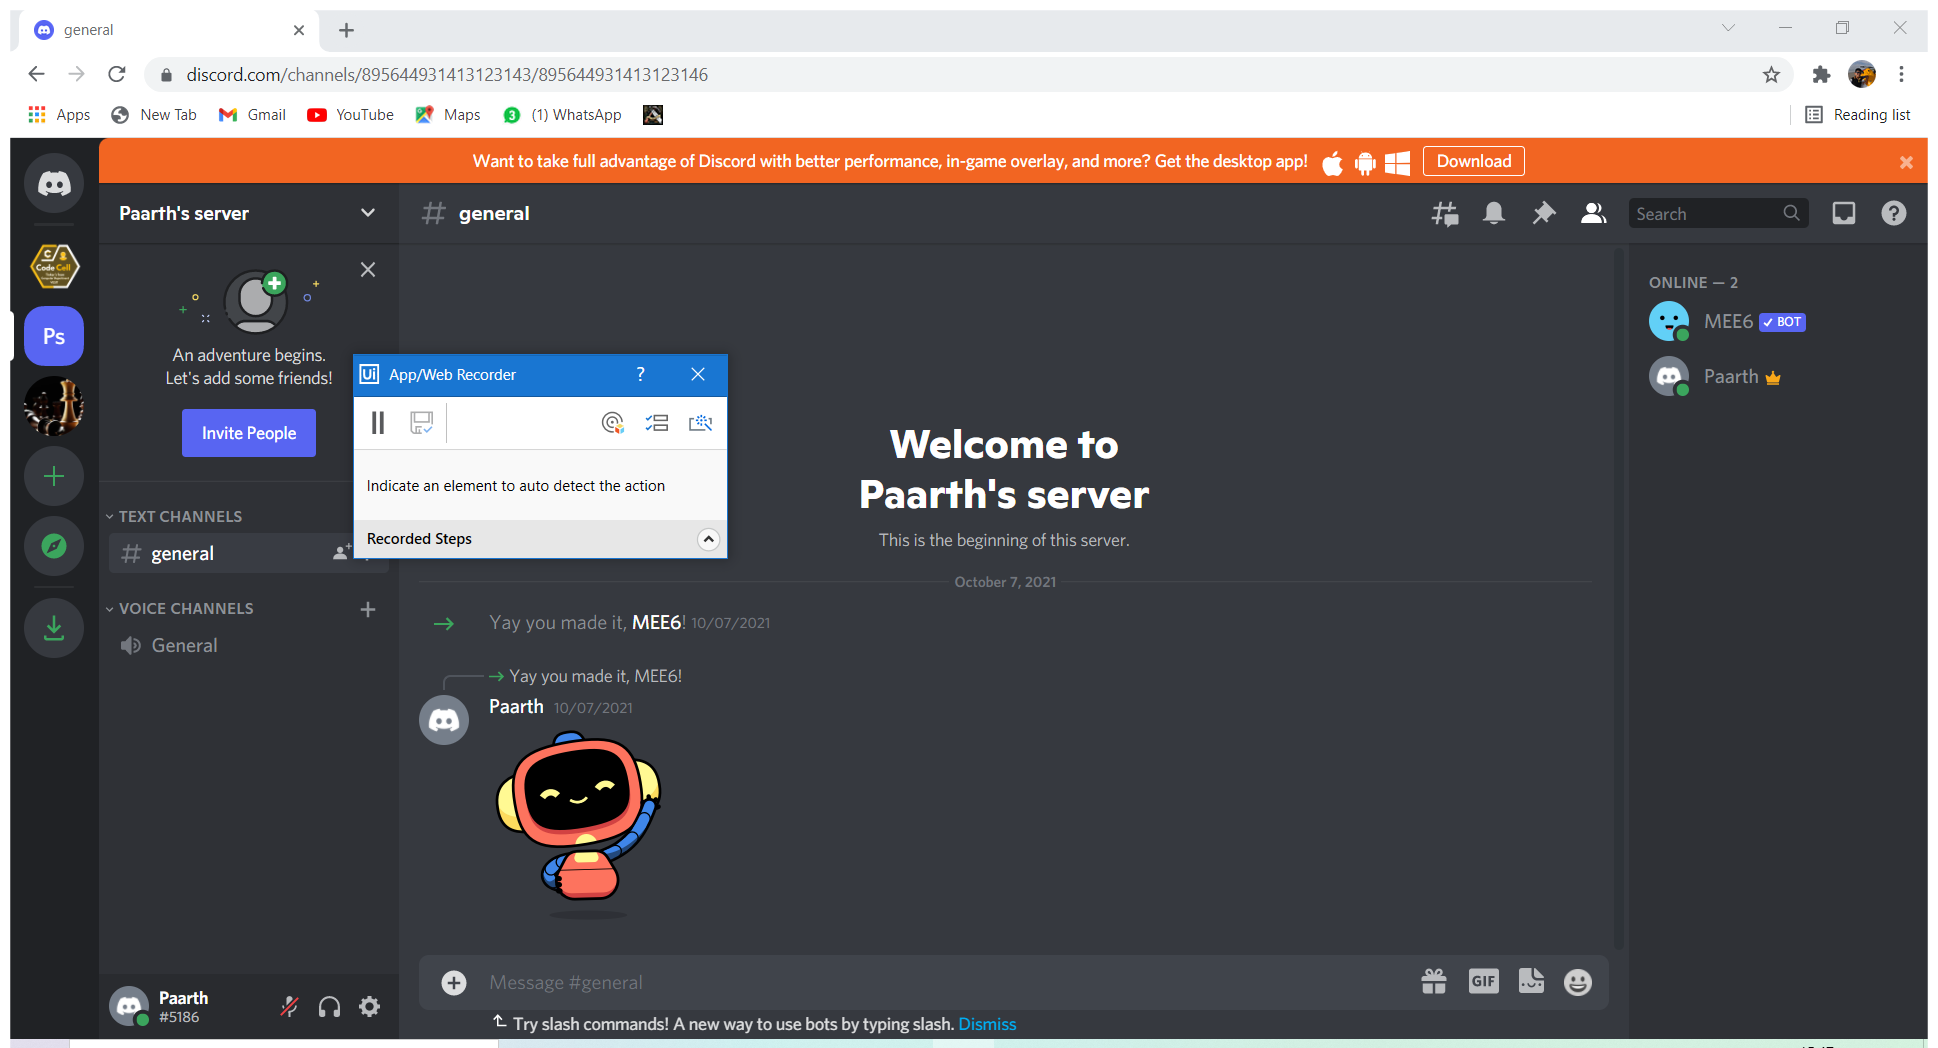 general
discord.com/channels/895644931413123143/895644931413123146
Apps
New Tab
Gmail
YouTube
Maps
3
(1) WhatsApp
Reading list
Want to take full advantage of Discord with better performance, in-game overlay, and more? Get the desktop app!
Download
Paarth's server
general
Search
Code Cell
Ps
An adventure begins.
Let's add some friends!
Invite People
TEXT CHANNELS
general
VOICE CHANNELS
General
Ui App/Web Recorder
?
Indicate an element to auto detect the action
Recorded Steps
Welcome to
Paarth's server
This is the beginning of this server.
October 7, 2021
Yay you made it, MEE6! 10/07/2021
Yay you made it, MEE6!
Paarth 10/07/2021
Message #general
GIF
Try slash commands! A new way to use bots by typing slash. Dismiss
ONLINE — 2
MEE6 BOT
Paarth
Paarth
#5186